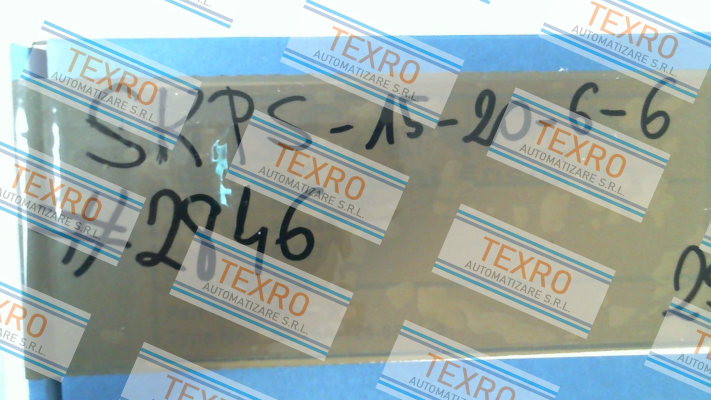 SKPS-15-20-6-6
#2846
TEXRO
AUTOMATIZARE S.R.L.